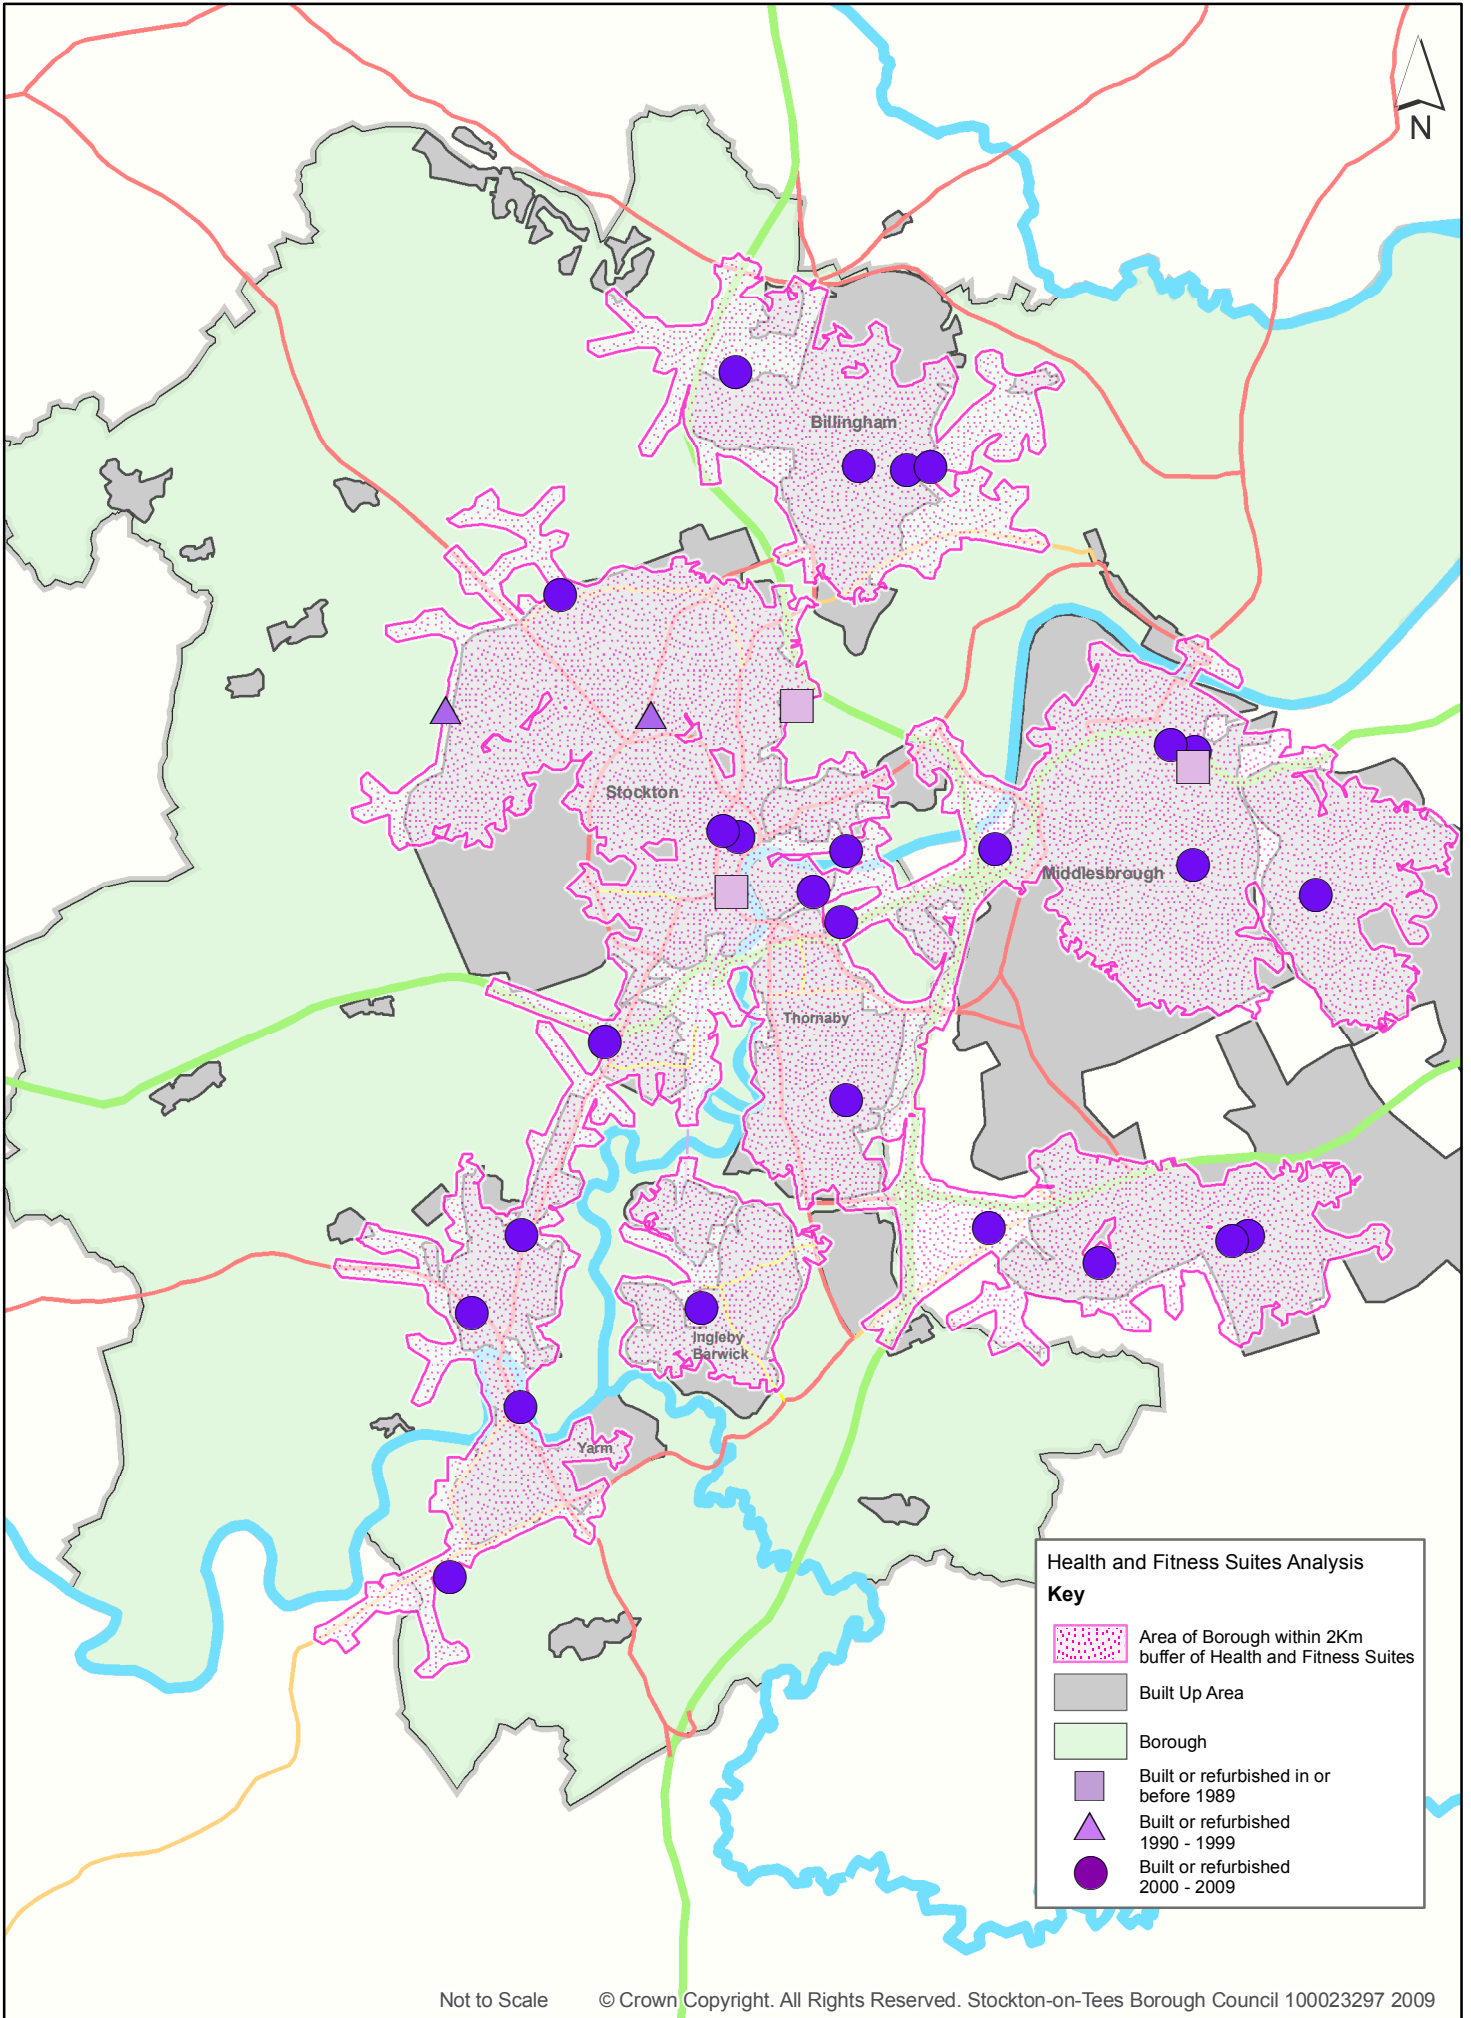 N
Billingham
Stockton
Middlesbrough
Thornaby
Ingleby
Barwick
Yarm
Health and Fitness Suites Analysis
Key
Area of Borough within 2Km
buffer of Health and Fitness Suites
Built Up Area
Borough
Built or refurbished in or
before 1989
Built or refurbished
1990 - 1999
Built or refurbished
2000 - 2009
Not to Scale © Crown Copyright. All Rights Reserved. Stockton-on-Tees Borough Council 100023297 2009